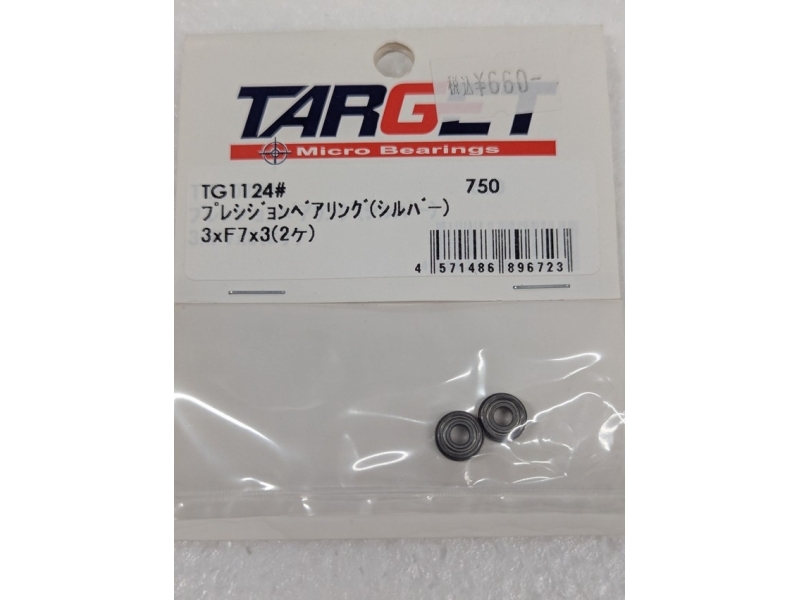 税込¥660-
TARGET
Micro Bearings
TG1124# 750
プレシジョンベアリング(シルバー)
3xF7x3(2ケ)
4 571486 896723